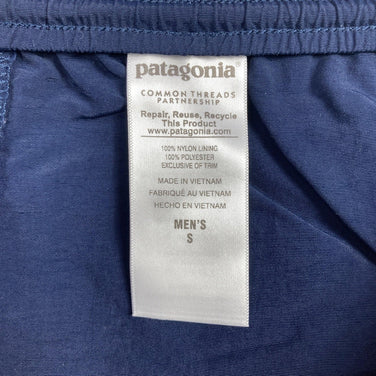 patagonia®
COMMON THREADS
PARTNERSHIP
Repair, Reuse, Recycle
This Product
www.patagonia.com
100% NYLON LINING
100% POLYESTER
EXCLUSIVE OF TRIM
MADE IN VIETNAM
FABRIQUÉ AU VIETNAM
HECHO EN VIETNAM
MEN'S
S